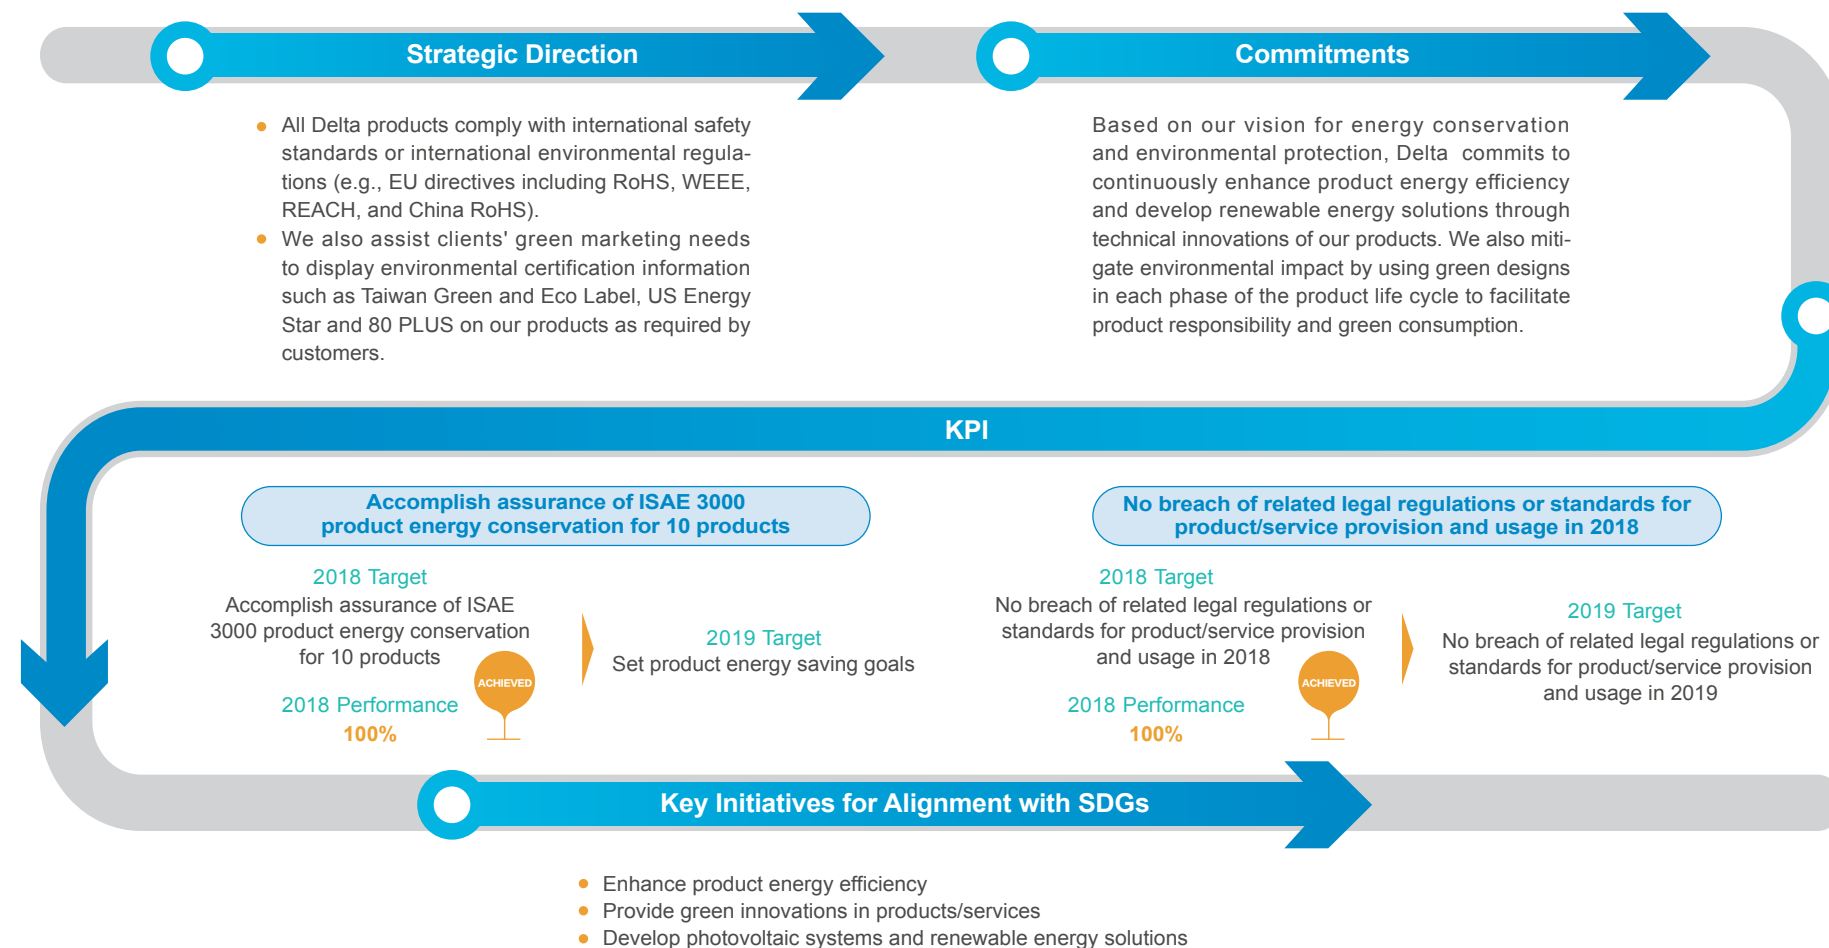 Strategic Direction
All Delta products comply with international safety
standards or international environmental regula-
tions (e.g., EU directives including RoHS, WEEE,
REACH, and China RoHS).
We also assist clients' green marketing needs
to display environmental certification information
such as Taiwan Green and Eco Label, US Energy
Star and 80 PLUS on our products as required by
customers.
Commitments
Based on our vision for energy conservation
and environmental protection, Delta commits to
continuously enhance product energy efficiency
and develop renewable energy solutions through
technical innovations of our products. We also miti-
gate environmental impact by using green designs
in each phase of the product life cycle to facilitate
product responsibility and green consumption.
KPI
Accomplish assurance of ISAE 3000
product energy conservation for 10 products
2018 Target
Accomplish assurance of ISAE
3000 product energy conservation
for 10 products
ACHIEVED
2018 Performance
100%
2019 Target
Set product energy saving goals
No breach of related legal regulations or standards for
product/service provision and usage in 2018
2018 Target
No breach of related legal regulations or
standards for product/service provision
and usage in 2018
ACHIEVED
2018 Performance
100%
2019 Target
No breach of related legal regulations or
standards for product/service provision
and usage in 2019
Key Initiatives for Alignment with SDGs
Enhance product energy efficiency
Provide green innovations in products/services
Develop photovoltaic systems and renewable energy solutions